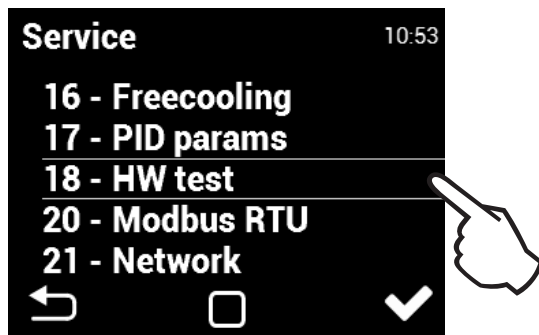 Service 10:53
16 - Freecooling
17 - PID params
18 - HW test
20 - Modbus RTU
21 - Network